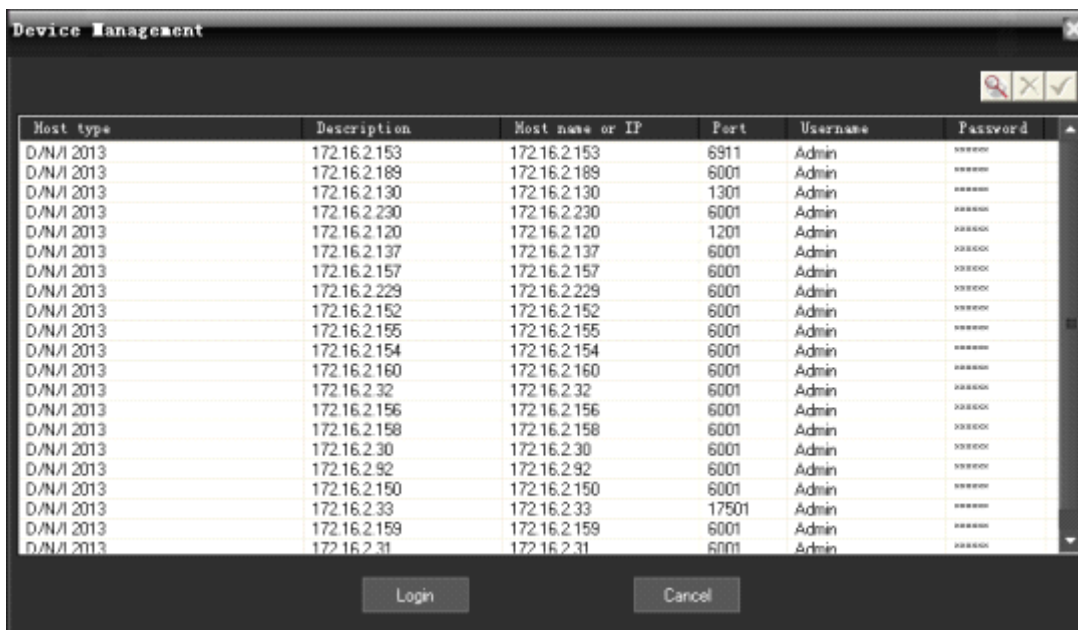 Device Management
Host type Description Host name or IP Port Username Password
D/N/I 2013 172.16.2.153 172.16.2.153 6911 Admin ******
D/N/I 2013 172.16.2.189 172.16.2.189 6001 Admin ******
D/N/I 2013 172.16.2.130 172.16.2.130 1301 Admin ******
D/N/I 2013 172.16.2.230 172.16.2.230 6001 Admin ******
D/N/I 2013 172.16.2.120 172.16.2.120 1201 Admin ******
D/N/I 2013 172.16.2.137 172.16.2.137 6001 Admin ******
D/N/I 2013 172.16.2.157 172.16.2.157 6001 Admin ******
D/N/I 2013 172.16.2.229 172.16.2.229 6001 Admin ******
D/N/I 2013 172.16.2.152 172.16.2.152 6001 Admin ******
D/N/I 2013 172.16.2.155 172.16.2.155 6001 Admin ******
D/N/I 2013 172.16.2.154 172.16.2.154 6001 Admin ******
D/N/I 2013 172.16.2.160 172.16.2.160 6001 Admin ******
D/N/I 2013 172.16.2.32 172.16.2.32 6001 Admin ******
D/N/I 2013 172.16.2.156 172.16.2.156 6001 Admin ******
D/N/I 2013 172.16.2.158 172.16.2.158 6001 Admin ******
D/N/I 2013 172.16.2.30 172.16.2.30 6001 Admin ******
D/N/I 2013 172.16.2.92 172.16.2.92 6001 Admin ******
D/N/I 2013 172.16.2.150 172.16.2.150 6001 Admin ******
D/N/I 2013 172.16.2.33 172.16.2.33 17501 Admin ******
D/N/I 2013 172.16.2.159 172.16.2.159 6001 Admin ******
D/N/I 2013 172.16.2.31 172.16.2.31 6001 Admin ******
Login Cancel